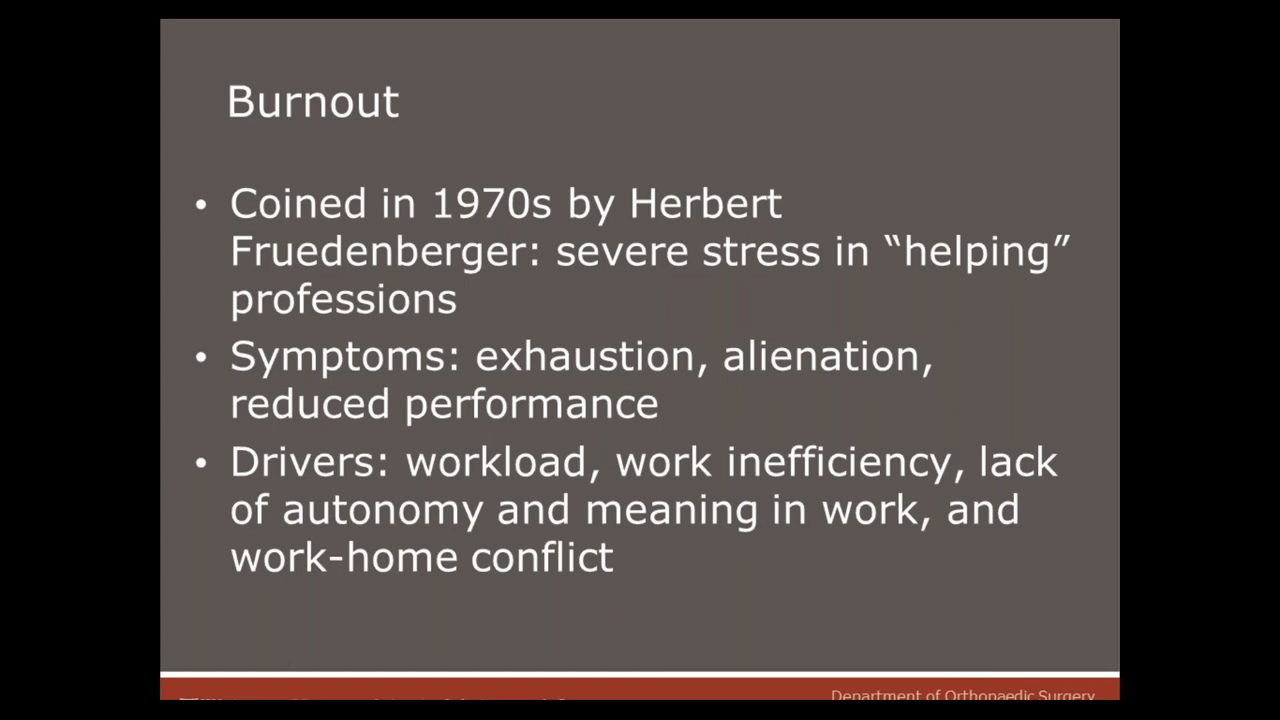 Burnout
• Coined in 1970s by Herbert
Fruedenberger: severe stress in “helping”
professions
• Symptoms: exhaustion, alienation,
reduced performance
• Drivers: workload, work inefficiency, lack
of autonomy and meaning in work, and
work-home conflict
Department of Orthopaedic Surgery